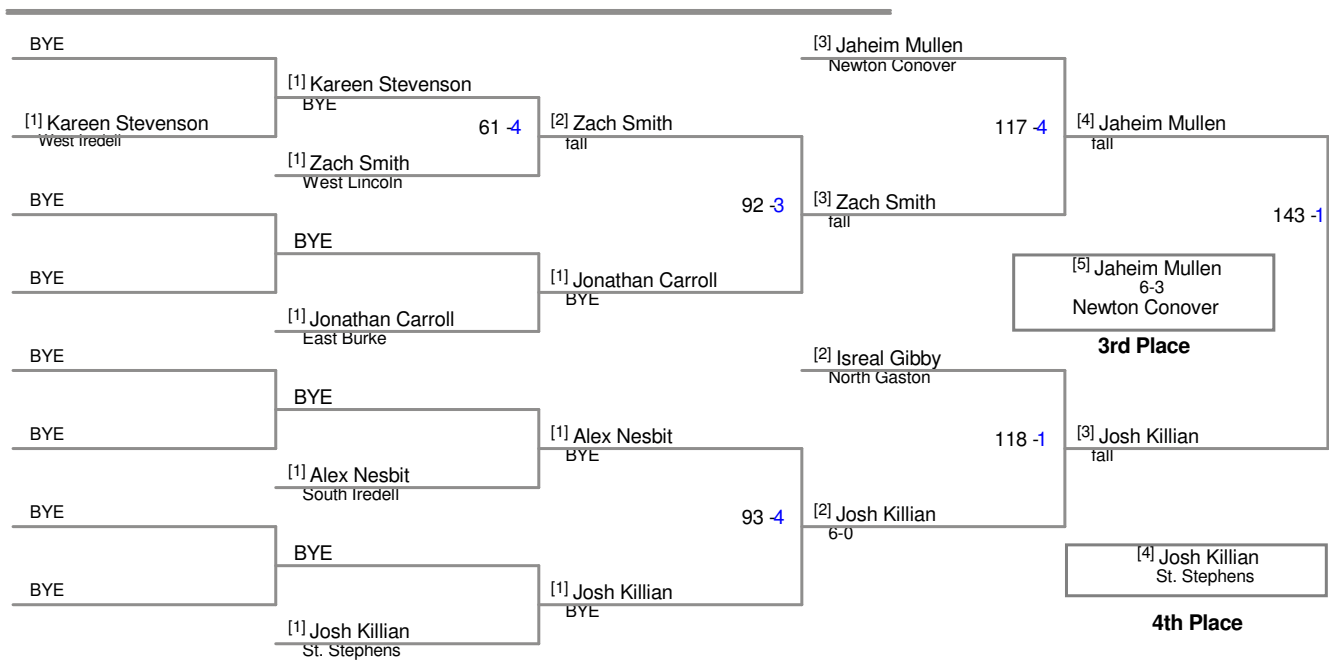 BYE
[3] Jaheim Mullen
Newton Conover
[1] Kareen Stevenson
BYE
[1] Kareen Stevenson
West Iredell
61 -4
[2] Zach Smith
fall
117 -4
[4] Jaheim Mullen
fall
[1] Zach Smith
West Lincoln
BYE
92 -3
[3] Zach Smith
fall
143 -1
BYE
BYE
[1] Jonathan Carroll
BYE
[5] Jaheim Mullen
6-3
Newton Conover
[1] Jonathan Carroll
East Burke
3rd Place
BYE
[2] Isreal Gibby
North Gaston
BYE
BYE
[1] Alex Nesbit
BYE
118 -1
[3] Josh Killian
fall
[1] Alex Nesbit
South Iredell
BYE
93 -4
[2] Josh Killian
6-0
BYE
[4] Josh Killian
St. Stephens
BYE
[1] Josh Killian
BYE
4th Place
[1] Josh Killian
St. Stephens